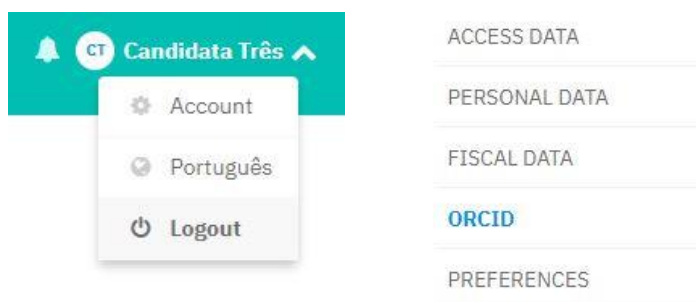 CT Candidata Três
Account
Português
Logout
ACCESS DATA
PERSONAL DATA
FISCAL DATA
ORCID
PREFERENCES